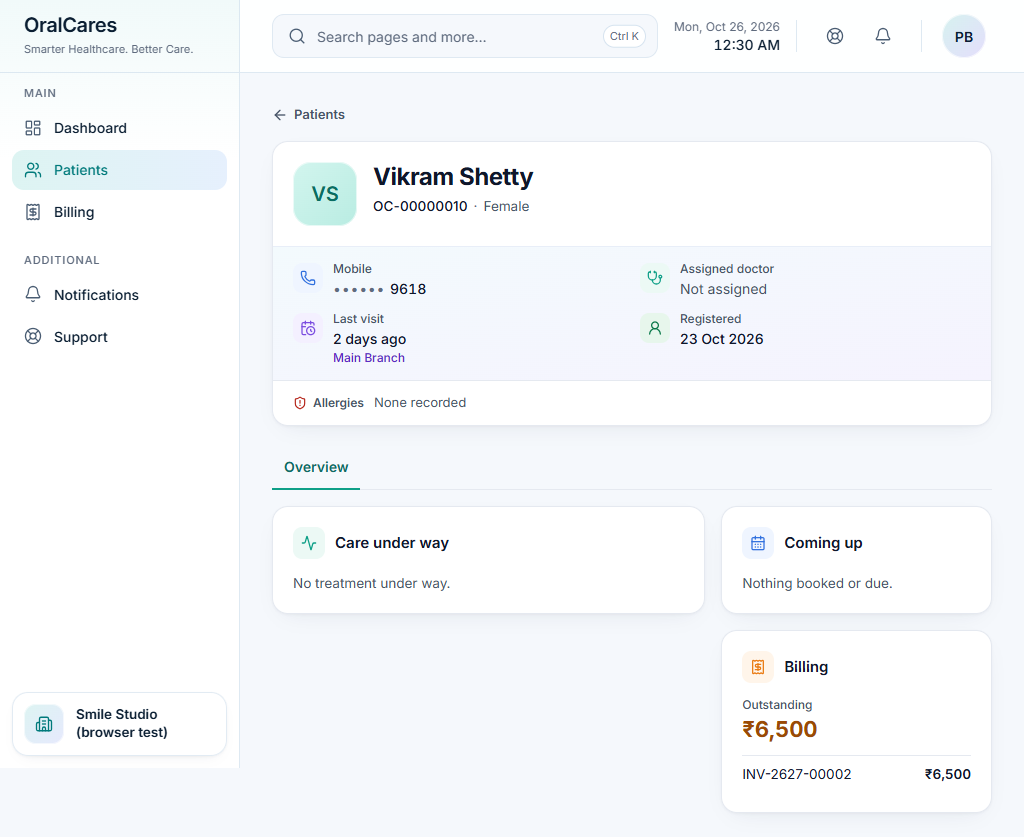 OralCares
Smarter Healthcare. Better Care.
Search pages and more...
Ctrl K
Mon, Oct 26, 2026
12:30 AM
PB
MAIN
Dashboard
Patients
Billing
ADDITIONAL
Notifications
Support
Smile Studio
(browser test)
Patients
VS
Vikram Shetty
OC-00000010 · Female
Mobile
•••••• 9618
Assigned doctor
Not assigned
Last visit
2 days ago
Main Branch
Registered
23 Oct 2026
Allergies None recorded
Overview
Care under way
No treatment under way.
Coming up
Nothing booked or due.
Billing
Outstanding
₹6,500
INV-2627-00002 ₹6,500